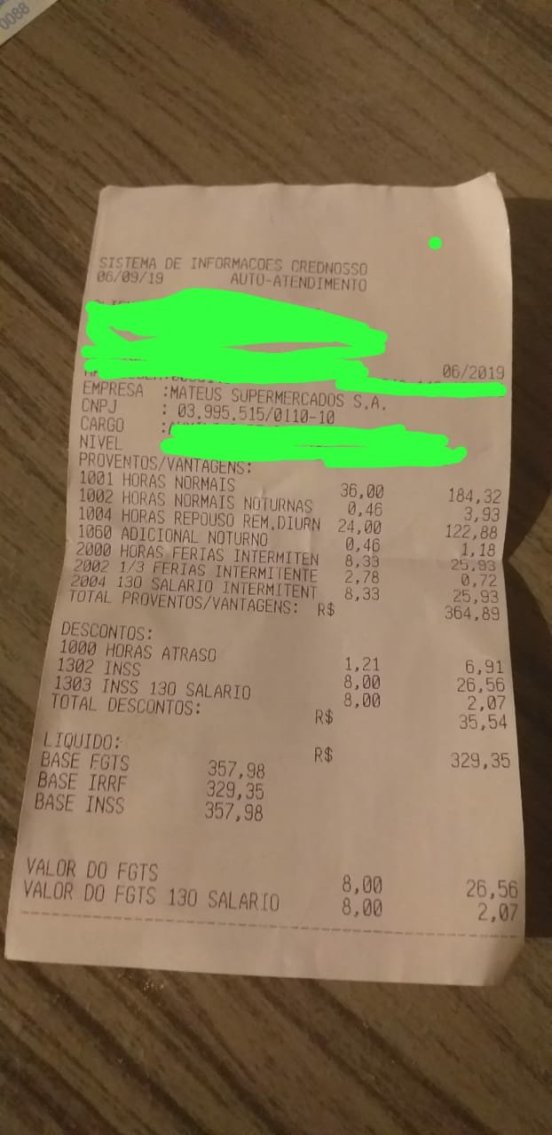 0088
SISTEMA DE INFORMACOES CREDNOSSO
06/09/19 AUTO-ATENDIMENTO
06/2019
EMPRESA :MATEUS SUPERMERCADOS S.A.
CNPJ : 03.995.515/0110-10
CARGO
NIVEL
PROVENTOS/VANTAGENS:
1001 HORAS NORMAIS 36,00 184,32
1002 HORAS NORMAIS NOTURNAS 0,46 3,93
1004 HORAS REPOUSO REM.DIURN 24,00 122,88
1060 ADICIONAL NOTURNO 0,46 1,18
2000 HORAS FERIAS INTERMITEN 8,33 25,93
2002 1/3 FERIAS INTERMITENTE 2,78 0,72
2004 130 SALARIO INTERMITENT 8,33 25,93
TOTAL PROVENTOS/VANTAGENS: R$ 364,89
DESCONTOS:
1000 HORAS ATRASO 1,21 6,91
1302 INSS 8,00 26,56
1303 INSS 130 SALARIO 8,00 2,07
TOTAL DESCONTOS: R$ 35,54
LIQUIDO: R$ 329,35
BASE FGTS 357,98
BASE IRRF 329,35
BASE INSS 357,98
VALOR DO FGTS 8,00 26,56
VALOR DO FGTS 130 SALARIO 8,00 2,07